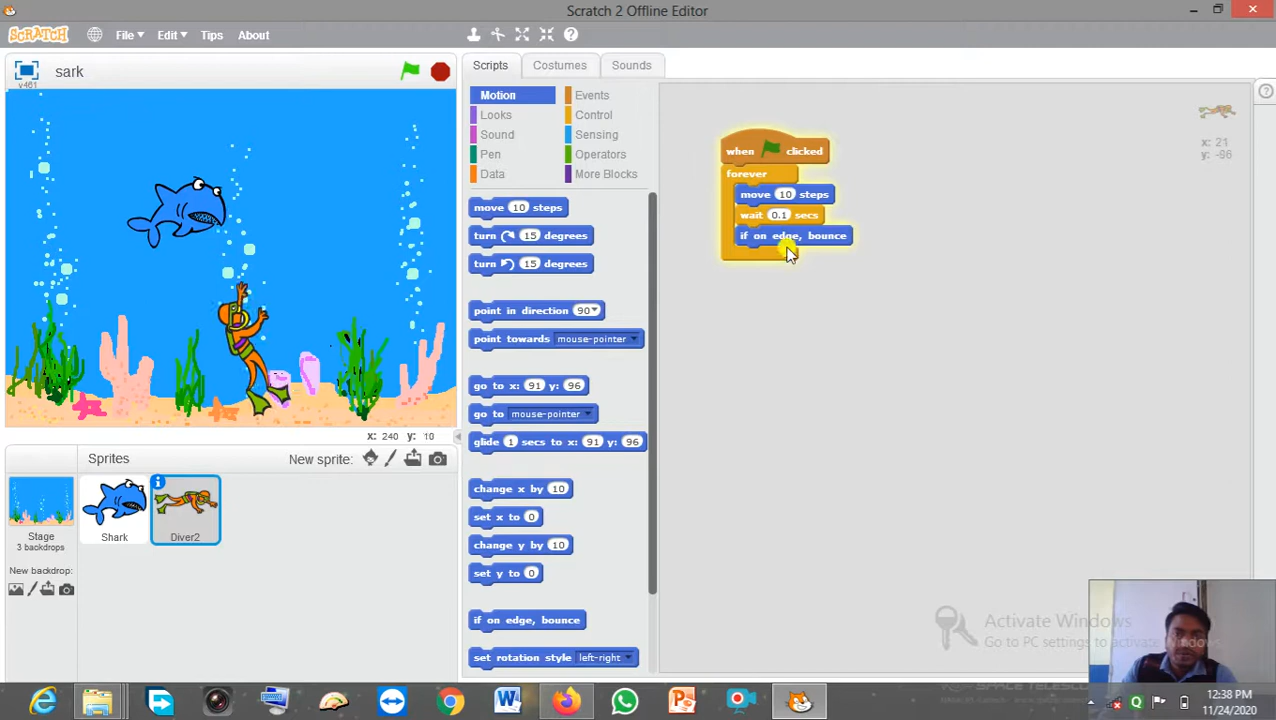 Scratch 2 Offline Editor
SCRATCH File Edit Tips About
v461 sark
Scripts Costumes Sounds
Motion Events
Looks Control
Sound Sensing
Pen Operators
Data More Blocks
move 10 steps
turn 15 degrees
turn 15 degrees
point in direction 90
point towards mouse-pointer
go to x: 91 y: 96
go to mouse-pointer
glide 1 secs to x: 91 y: 96
change x by 10
set x to 0
change y by 10
set y to 0
if on edge, bounce
set rotation style left-right
when clicked
forever
move 10 steps
wait 0.1 secs
if on edge, bounce
x: 21
y: -96
x: 240 y: 10
Sprites New sprite:
Stage
3 backdrops
New backdrop:
Shark
Diver2
Activate Windows
Go to PC settings to activate Windows.
12:38 PM
11/24/2020